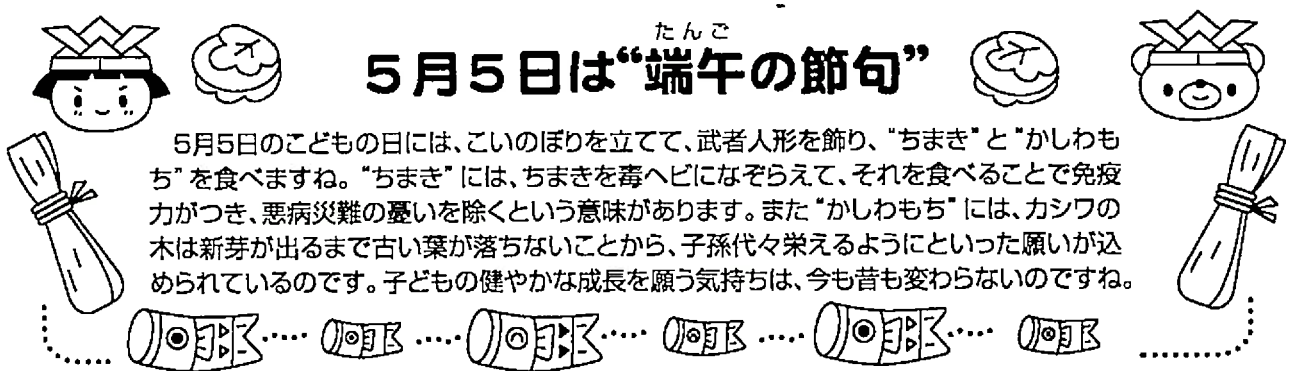 たんご
5月5日は“端午の節句”
5月5日のこどもの日には、こいのぼりを立てて、武者人形を飾り、“ちまき”と“かしわも
ち”を食べますね。“ちまき”には、ちまきを毒ヘビになぞらえて、それを食べることで免疫
力がつき、悪病災難の憂いを除くという意味があります。また“かしわもち”には、カシワの
木は新芽が出るまで古い葉が落ちないことから、子孫代々栄えるようにといった願いが込
められているのです。子どもの健やかな成長を願う気持ちは、今も昔も変わらないのですね。